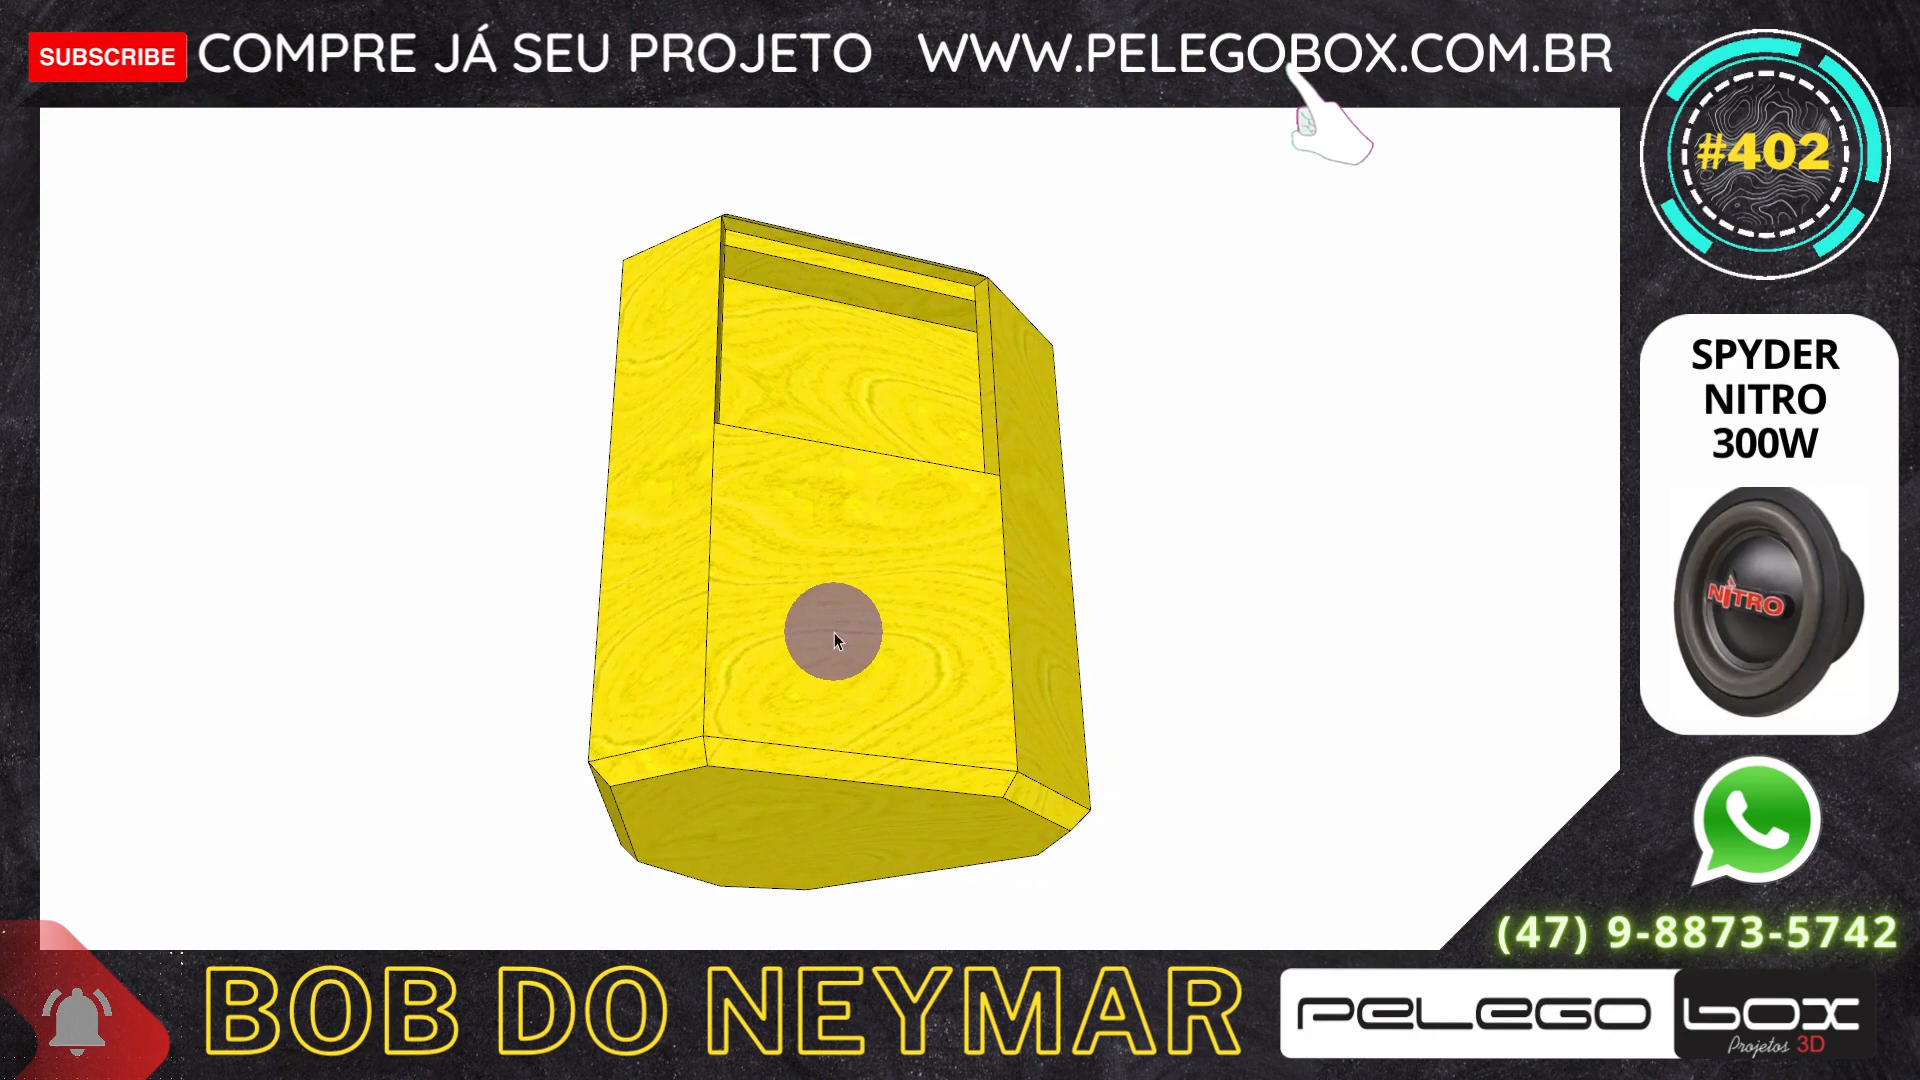 SUBSCRIBE
COMPRE JÁ SEU PROJETO WWW.PELEGOBOX.COM.BR
#402
SPYDER
NITRO
300W
NITRO
(47) 9-8873-5742
BOB DO NEYMAR
PELEGO BOX
Projetos 3D